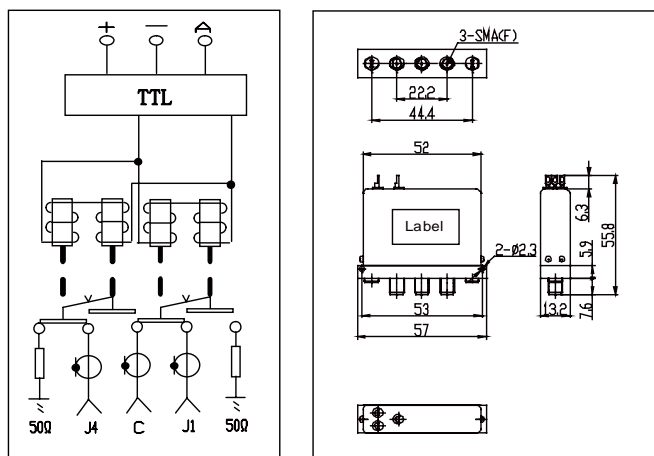 + — A
TTL
50Ω J4 C J1 50Ω
3-SMA(F)
22.2
44.4
52
Label
2-Ø2.3
53
57
6.3
55.8
5.9
13.2
7.6